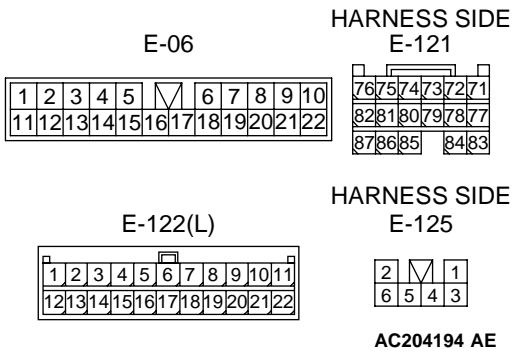 E-06
1 2 3 4 5 6 7 8 9 10
11 12 13 14 15 16 17 18 19 20 21 22
HARNESS SIDE
E-121
76 75 74 73 72 71
82 81 80 79 78 77
87 86 85 84 83
E-122(L)
1 2 3 4 5 6 7 8 9 10 11
12 13 14 15 16 17 18 19 20 21 22
HARNESS SIDE
E-125
2 1
6 5 4 3
AC204194 AE